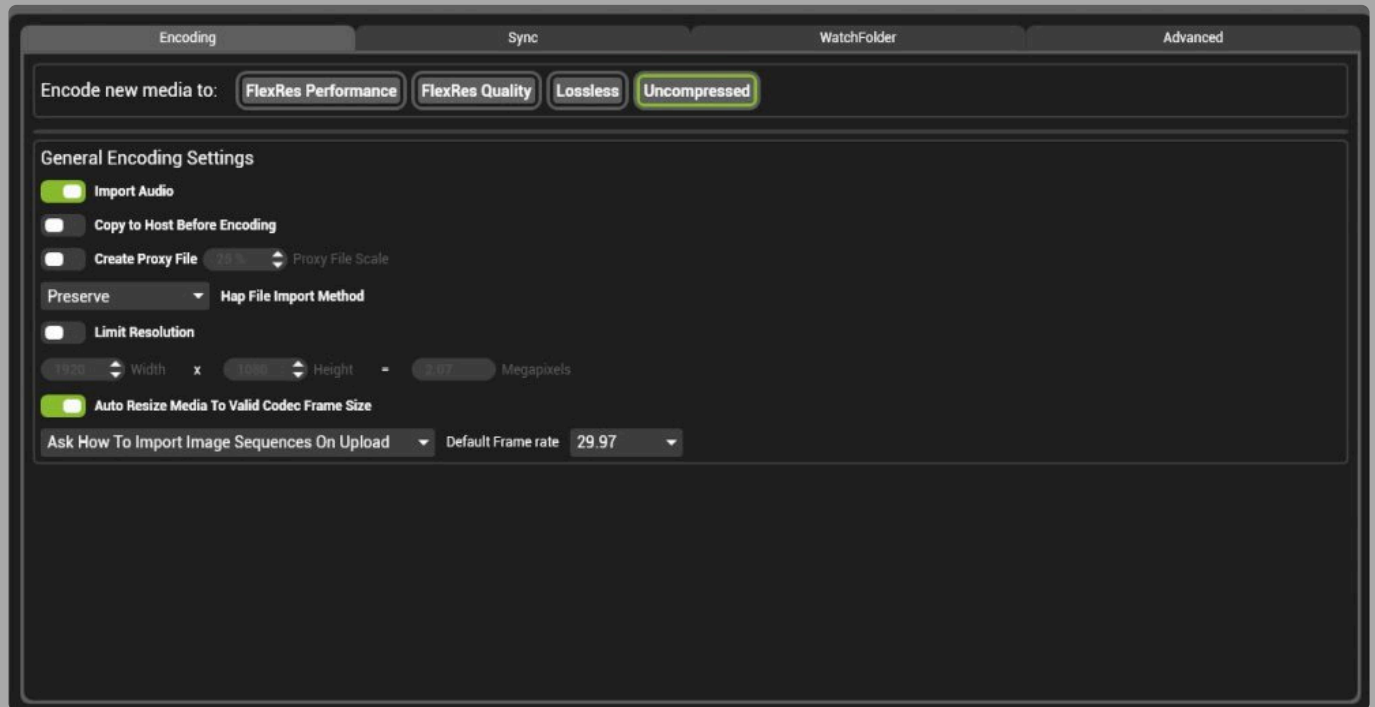 Encoding Sync WatchFolder Advanced
Encode new media to: FlexRes Performance FlexRes Quality Lossless Uncompressed
General Encoding Settings
Import Audio
Copy to Host Before Encoding
Create Proxy File 25 % Proxy File Scale
Preserve Hap File Import Method
Limit Resolution
1920 Width x 1080 Height = 2.07 Megapixels
Auto Resize Media To Valid Codec Frame Size
Ask How To Import Image Sequences On Upload Default Frame rate 29.97